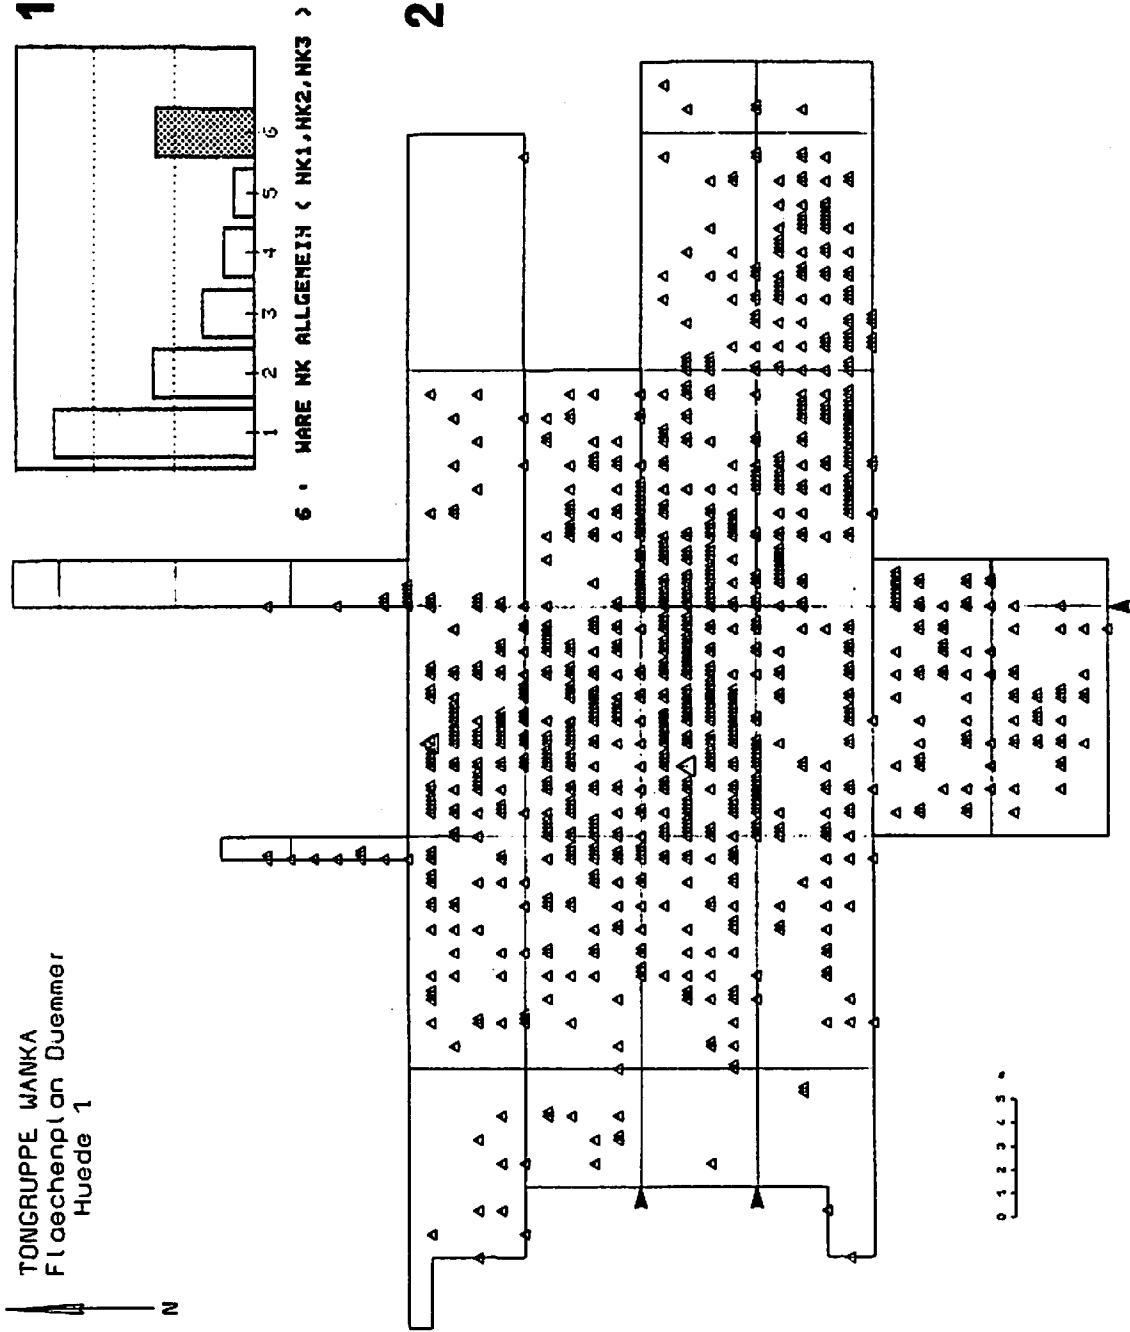 TONGRUPPE WANKA
Flaechenplan Duemmer
Huede 1
N
1
1 2 3 4 5 6
6 · WARE NK ALLGEMEIN ( NK1,NK2,NK3 )
2
0 1 2 3 4 5 m